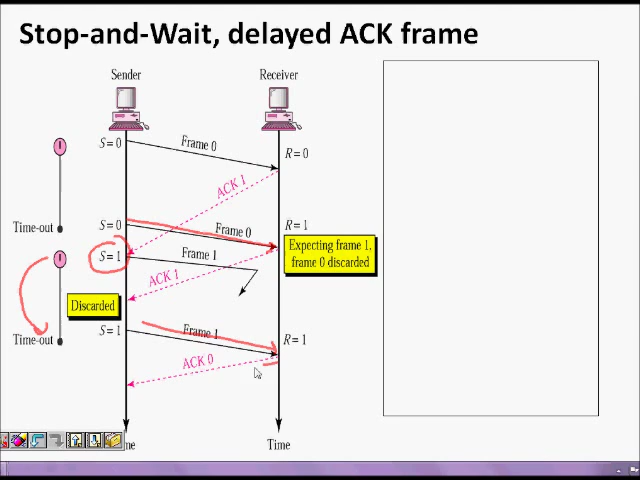 Stop-and-Wait, delayed ACK frame
Sender
Receiver
S = 0
Frame 0
R = 0
ACK 1
Time-out
S = 0
Frame 0
R = 1
S = 1
Frame 1
Expecting frame 1,
frame 0 discarded
ACK 1
Discarded
Time-out
S = 1
Frame 1
R = 1
ACK 0
ne
Time